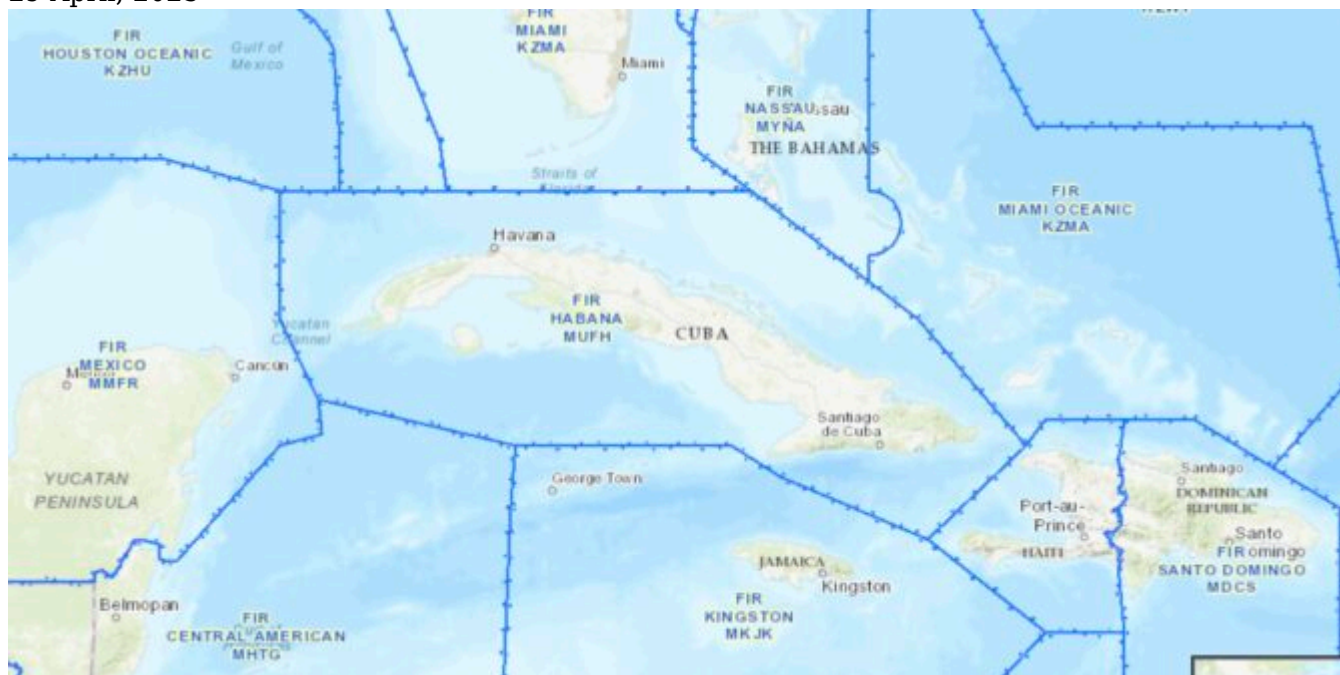 FIR
HOUSTON OCEANIC
KZHU
Gulf of
Mexico
FIR
MIAMI
KZMA
Miami
FIR
NASSAU
MYNA
THE BAHAMAS
Straits of
FIR
MIAMI OCEANIC
KZMA
Havana
FIR
HABANA
MUFH
CUBA
Yucatan
Channel
FIR
MEXICO
MMFR
Cancún
Santiago
de Cuba
YUCATAN
PENINSULA
George Town
Santiago
DOMINICAN
REPUBLIC
Port-au-
Prince
HAITI
Santo
FIR omingo
SANTO DOMINGO
MDCS
JAMAICA
Kingston
FIR
KINGSTON
MKJK
Belmopan
FIR
CENTRAL AMERICAN
MHTG